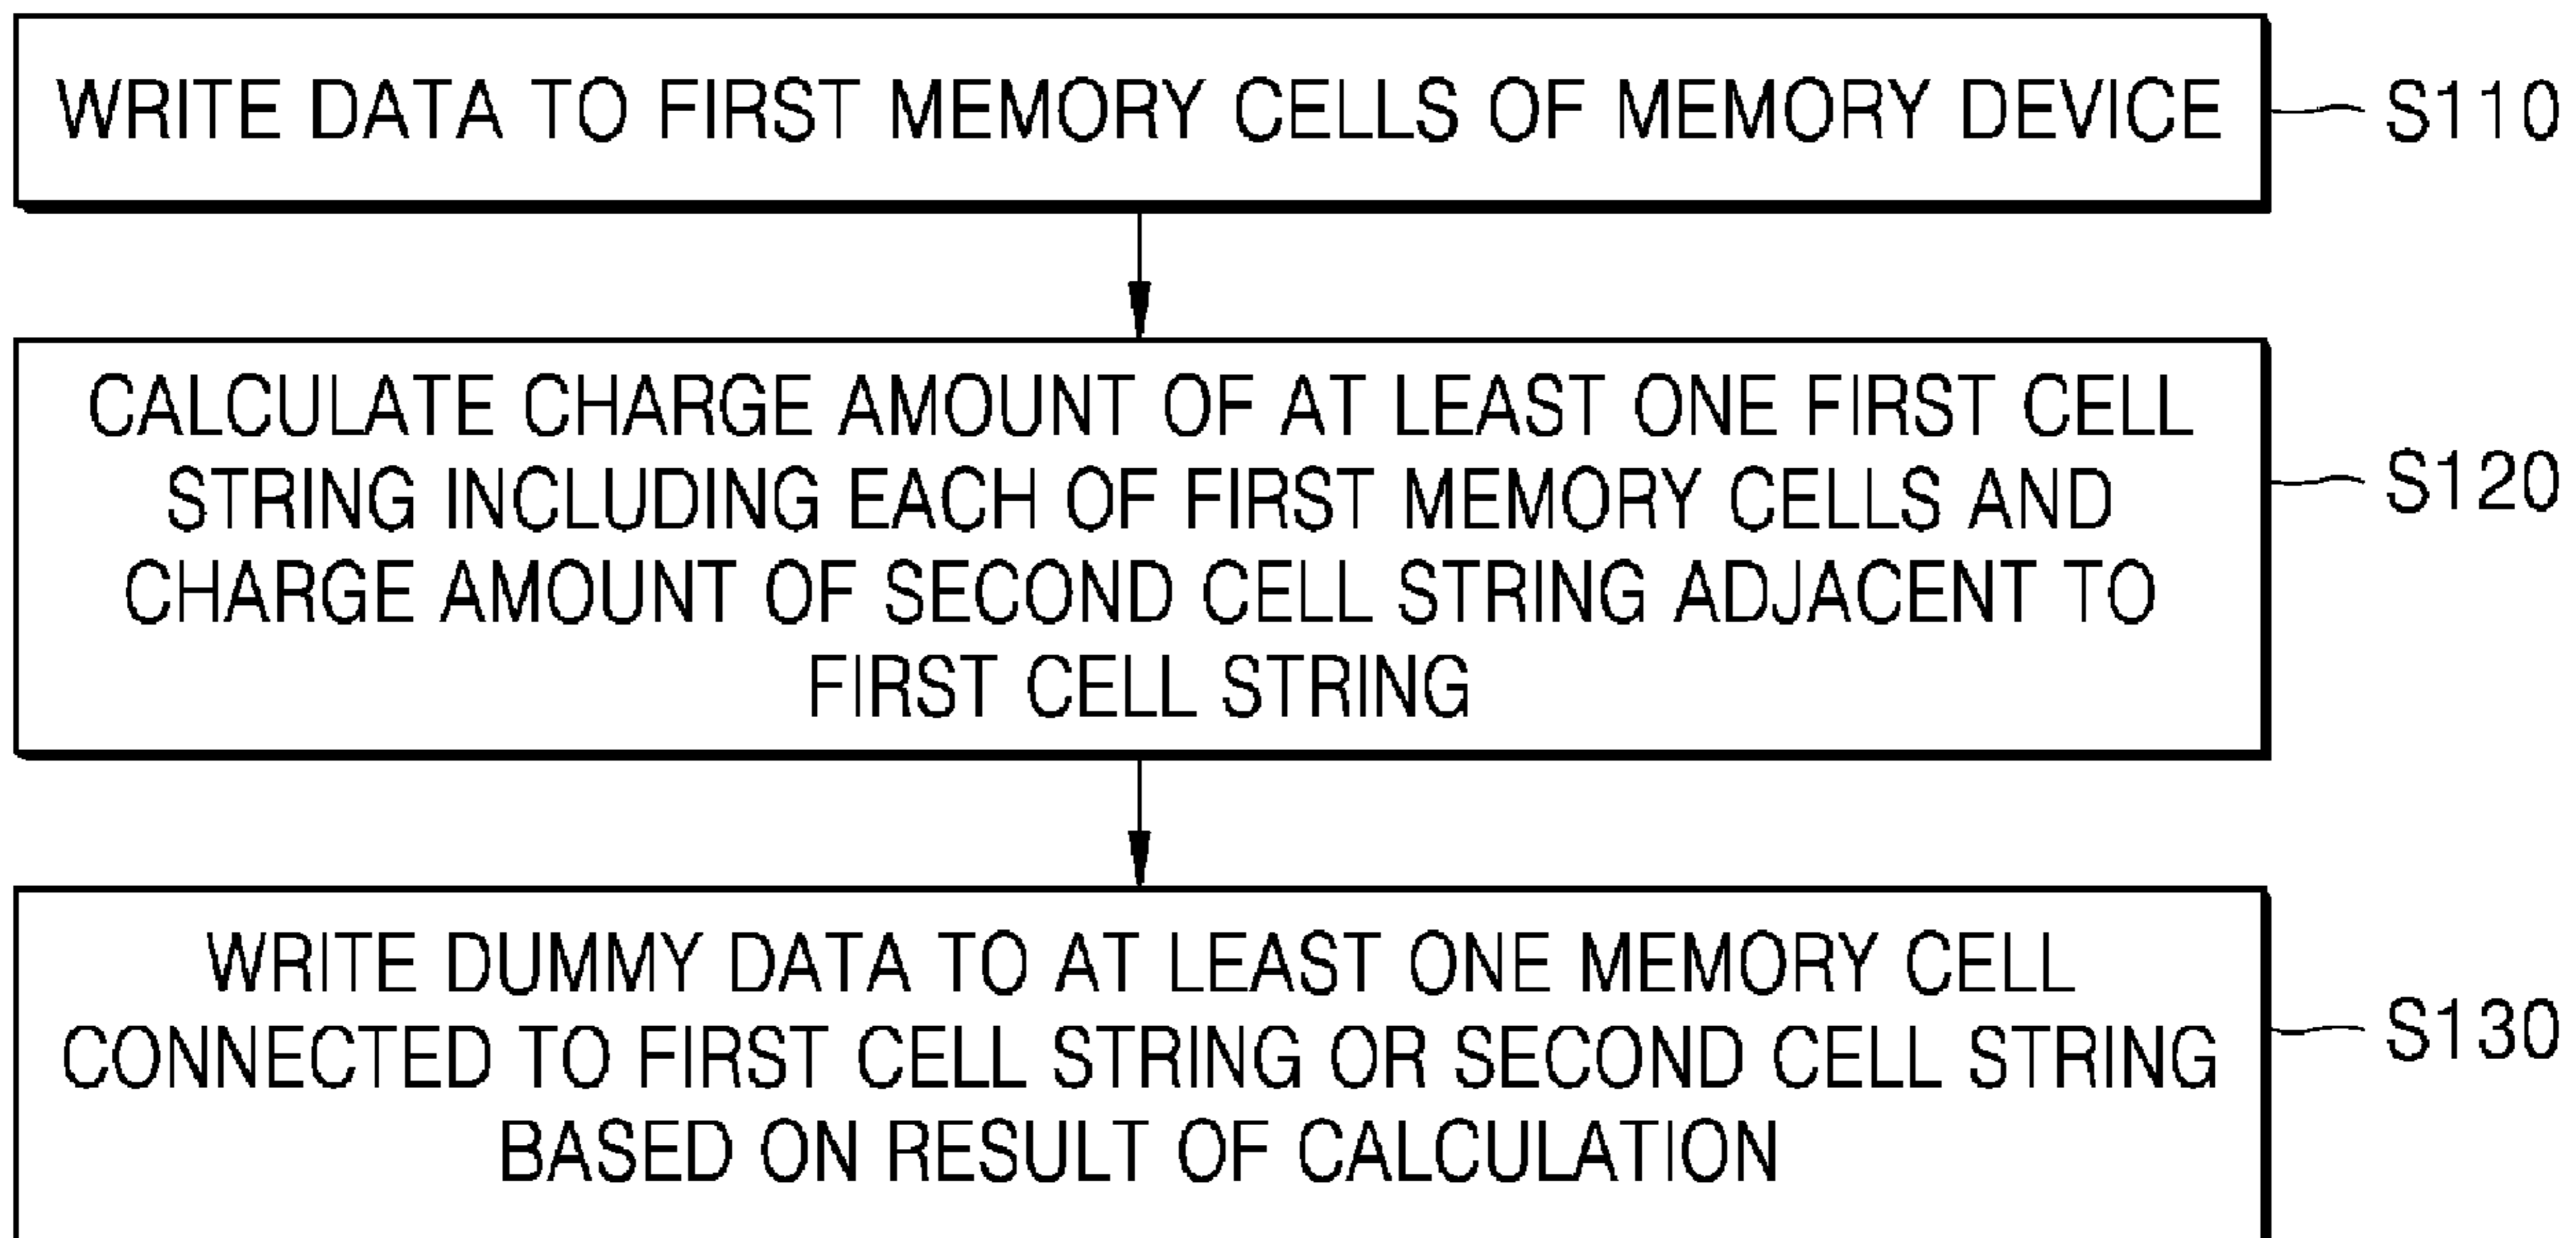 WRITE DATA TO FIRST MEMORY CELLS OF MEMORY DEVICE
S110
CALCULATE CHARGE AMOUNT OF AT LEAST ONE FIRST CELL
STRING INCLUDING EACH OF FIRST MEMORY CELLS AND
CHARGE AMOUNT OF SECOND CELL STRING ADJACENT TO
FIRST CELL STRING
S120
WRITE DUMMY DATA TO AT LEAST ONE MEMORY CELL
CONNECTED TO FIRST CELL STRING OR SECOND CELL STRING
BASED ON RESULT OF CALCULATION
S130